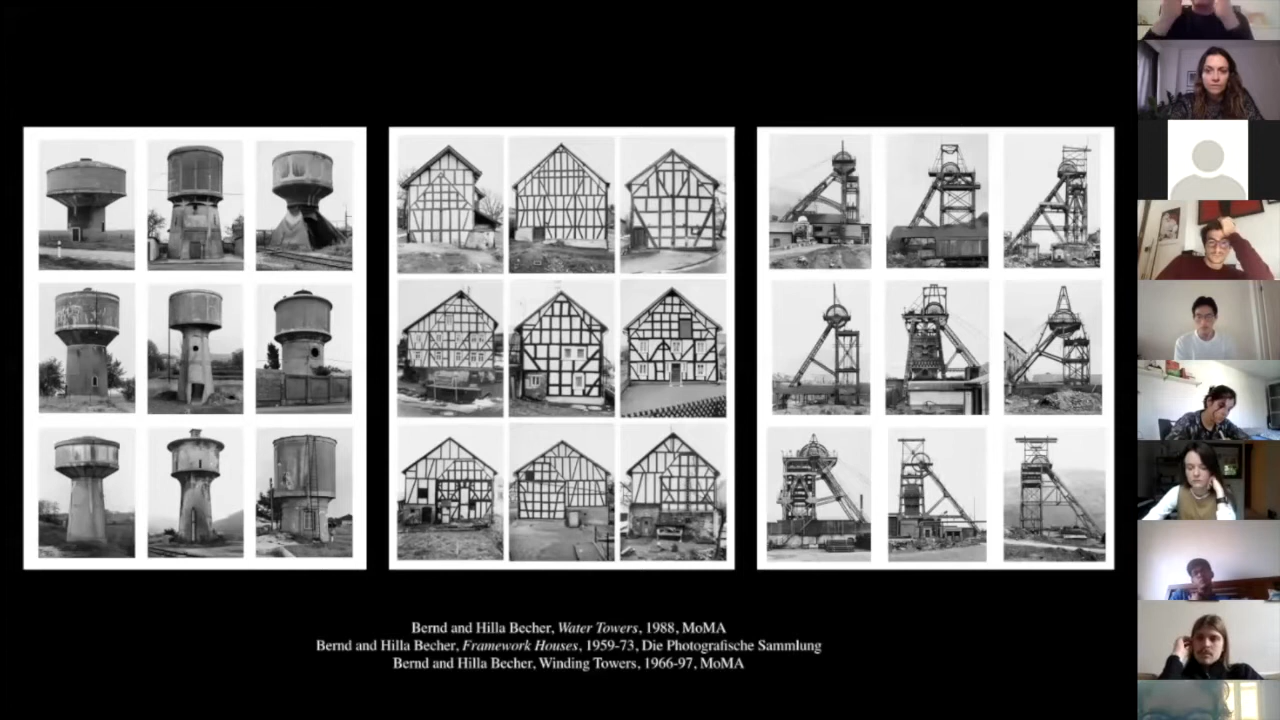 Bernd and Hilla Becher, Water Towers, 1988, MoMA
Bernd and Hilla Becher, Framework Houses, 1959-73, Die Photografische Sammlung
Bernd and Hilla Becher, Winding Towers, 1966-97, MoMA